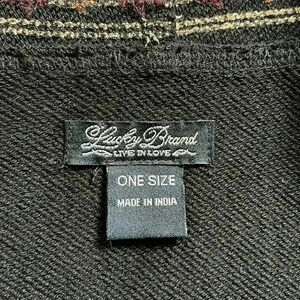 Lucky Brand
LIVE IN LOVE
ONE SIZE
MADE IN INDIA